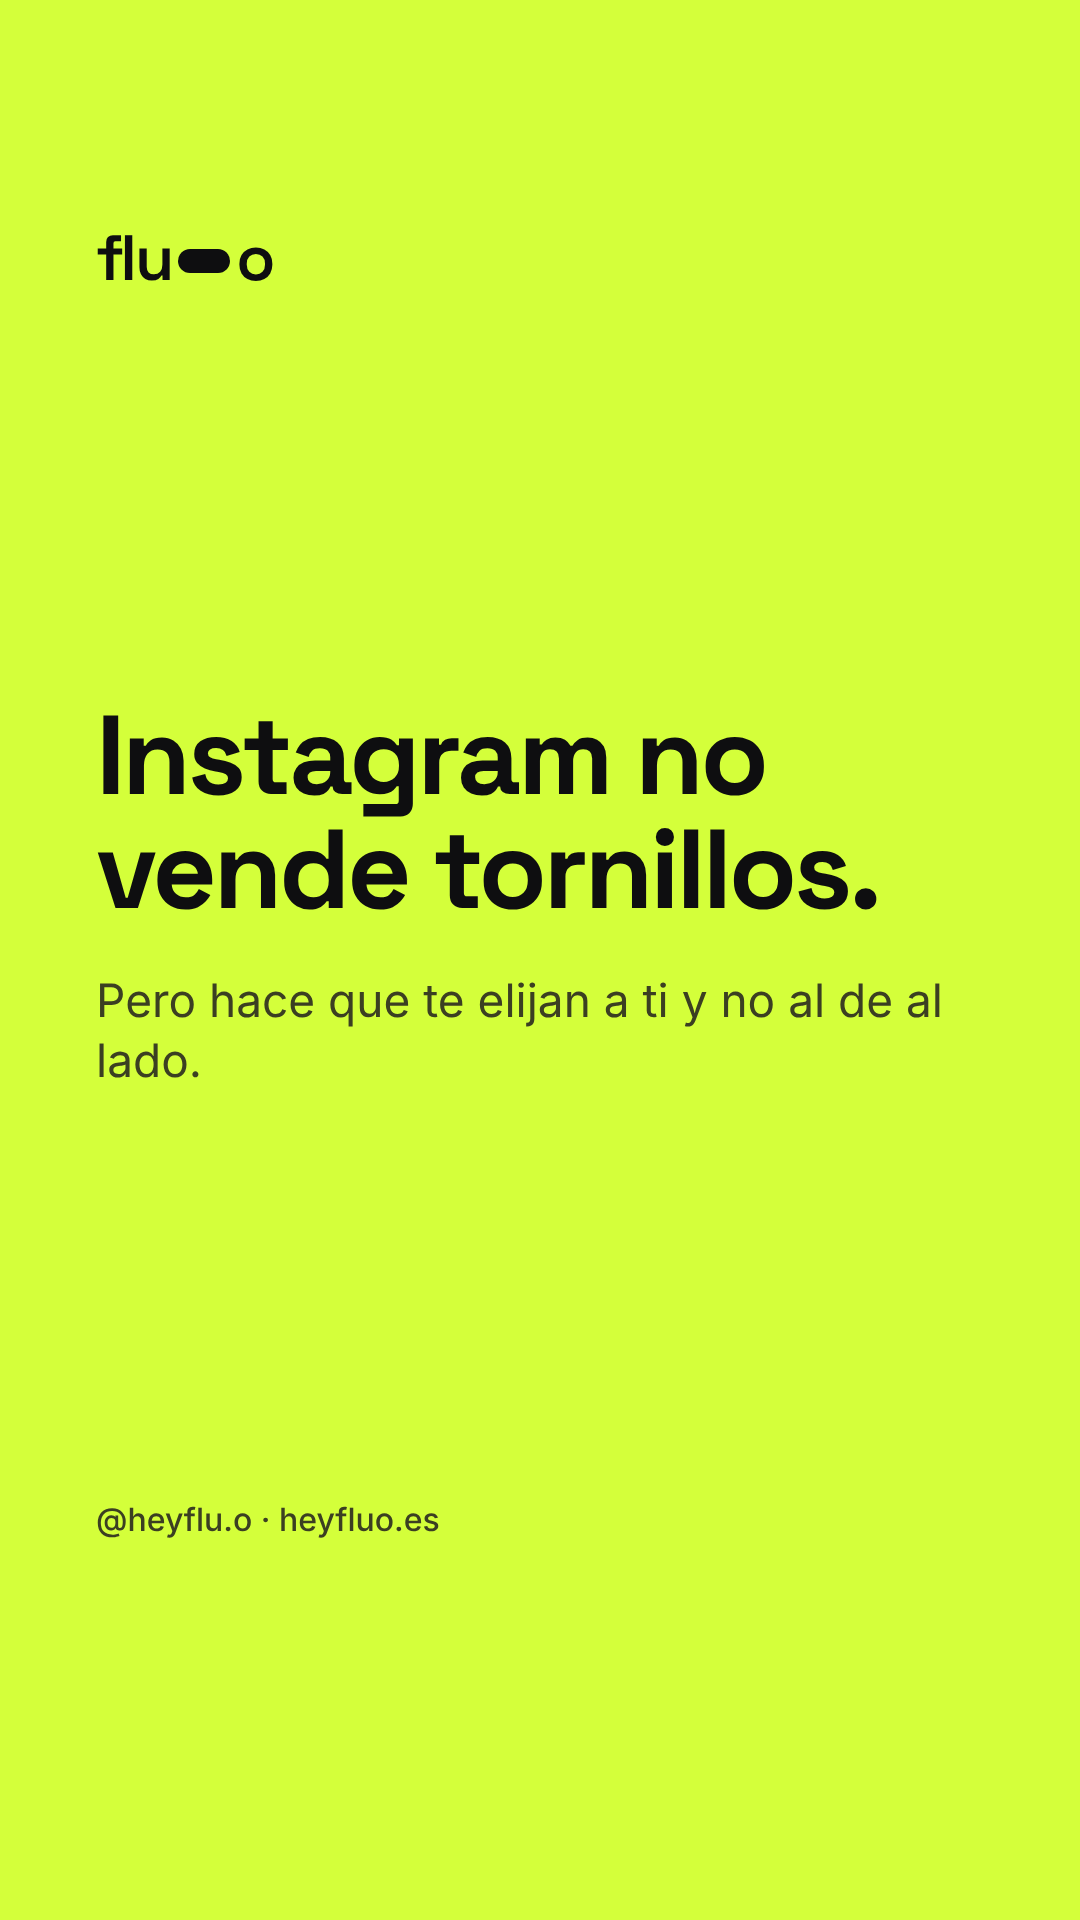 flu o
Instagram no
vende tornillos.
Pero hace que te elijan a ti y no al de al
lado.
@heyflu.o · heyfluo.es